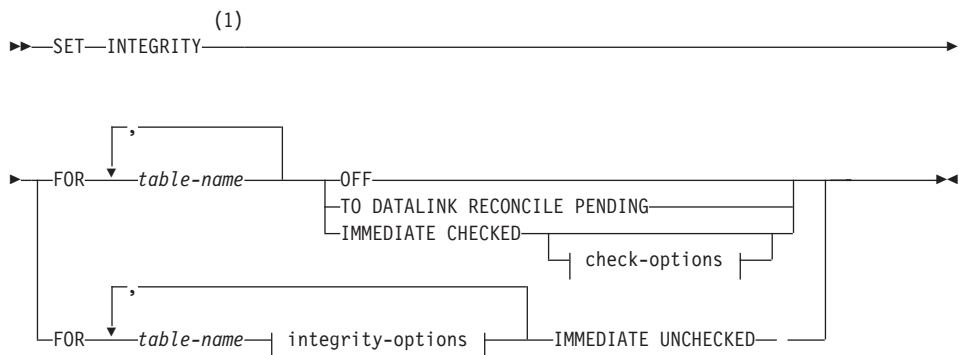 (1)
SET INTEGRITY
,
FOR table-name OFF
TO DATALINK RECONCILE PENDING
IMMEDIATE CHECKED
check-options
,
FOR table-name integrity-options IMMEDIATE UNCHECKED